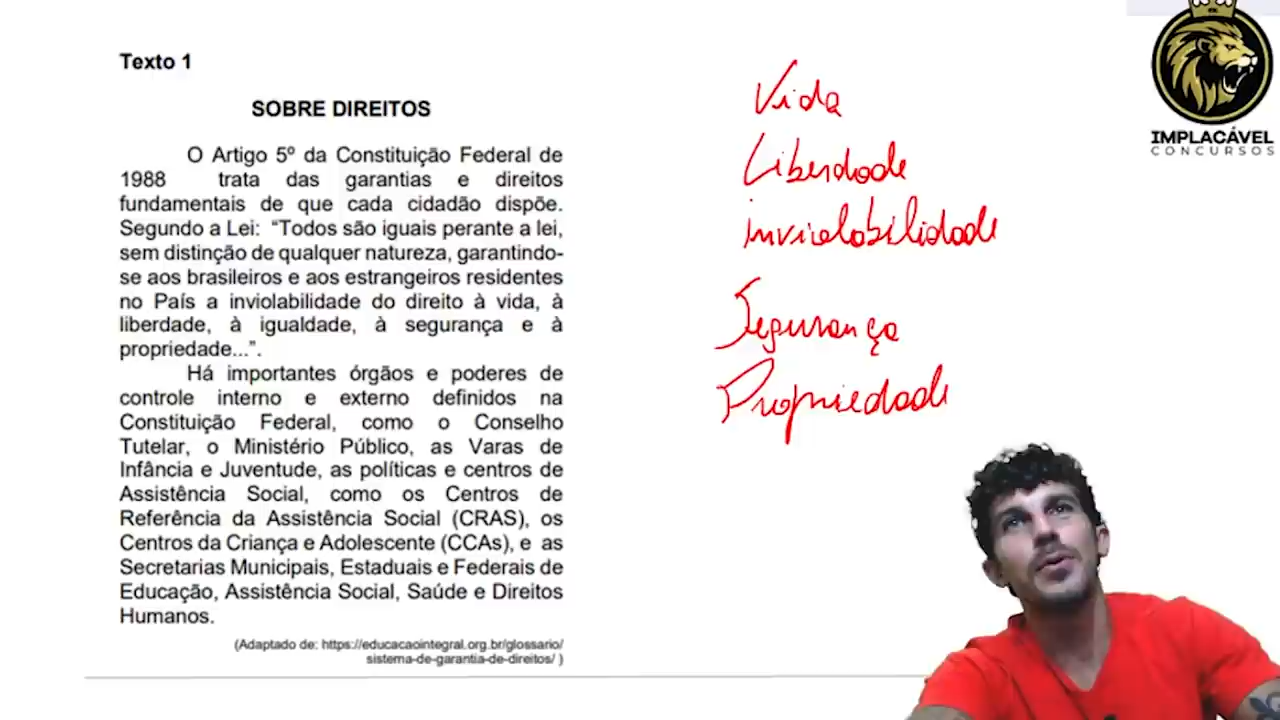 Texto 1
SOBRE DIREITOS
O Artigo 5º da Constituição Federal de
1988 trata das garantias e direitos
fundamentais de que cada cidadão dispõe.
Segundo a Lei: “Todos são iguais perante a lei,
sem distinção de qualquer natureza, garantindo-
se aos brasileiros e aos estrangeiros residentes
no País a inviolabilidade do direito à vida, à
liberdade, à igualdade, à segurança e à
propriedade...”.
Há importantes órgãos e poderes de
controle interno e externo definidos na
Constituição Federal, como o Conselho
Tutelar, o Ministério Público, as Varas de
Infância e Juventude, as políticas e centros de
Assistência Social, como os Centros de
Referência da Assistência Social (CRAS), os
Centros da Criança e Adolescente (CCAs), e as
Secretarias Municipais, Estaduais e Federais de
Educação, Assistência Social, Saúde e Direitos
Humanos.
(Adaptado de: https://educacaointegral.org.br/glossario/
sistema-de-garantia-de-direitos/ )
Vida
Liberdade
inviolabilidade
Segurança
Propriedade
IMPLACÁVEL
CONCURSOS